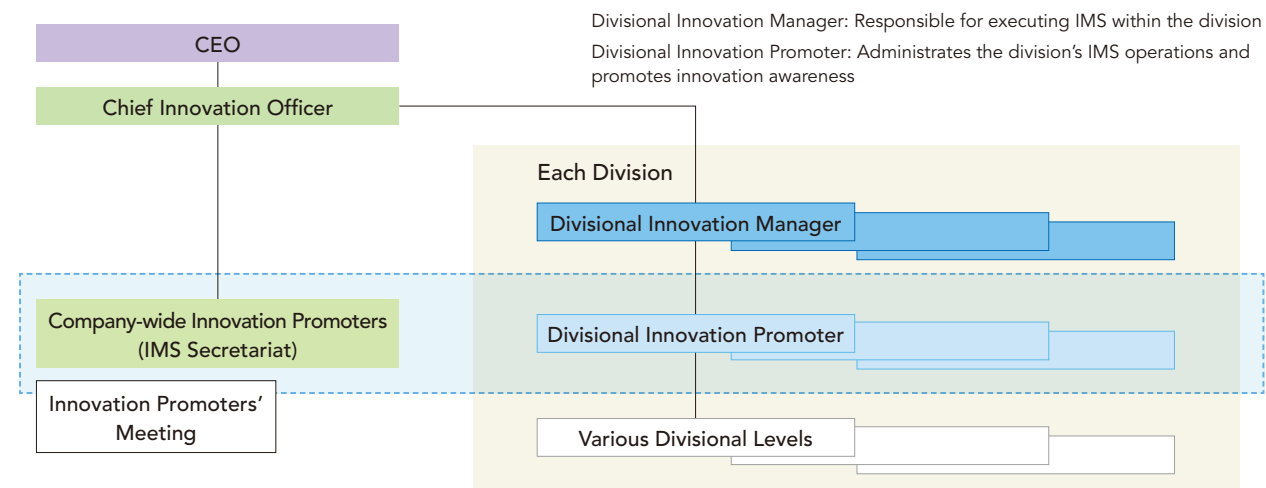 Divisional Innovation Manager: Responsible for executing IMS within the division
Divisional Innovation Promoter: Administrates the division’s IMS operations and
promotes innovation awareness
CEO
Chief Innovation Officer
Each Division
Divisional Innovation Manager
Company-wide Innovation Promoters
(IMS Secretariat)
Divisional Innovation Promoter
Innovation Promoters’
Meeting
Various Divisional Levels